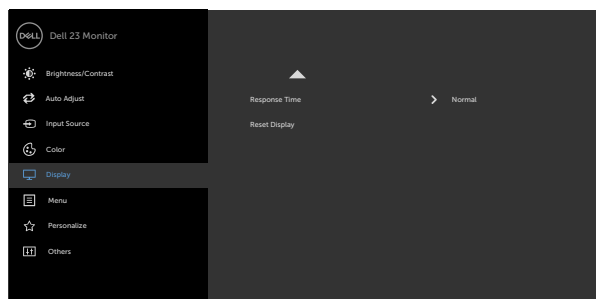 DELL Dell 23 Monitor
Brightness/Contrast
Auto Adjust
Response Time Normal
Input Source
Reset Display
Color
Display
Menu
Personalize
Others